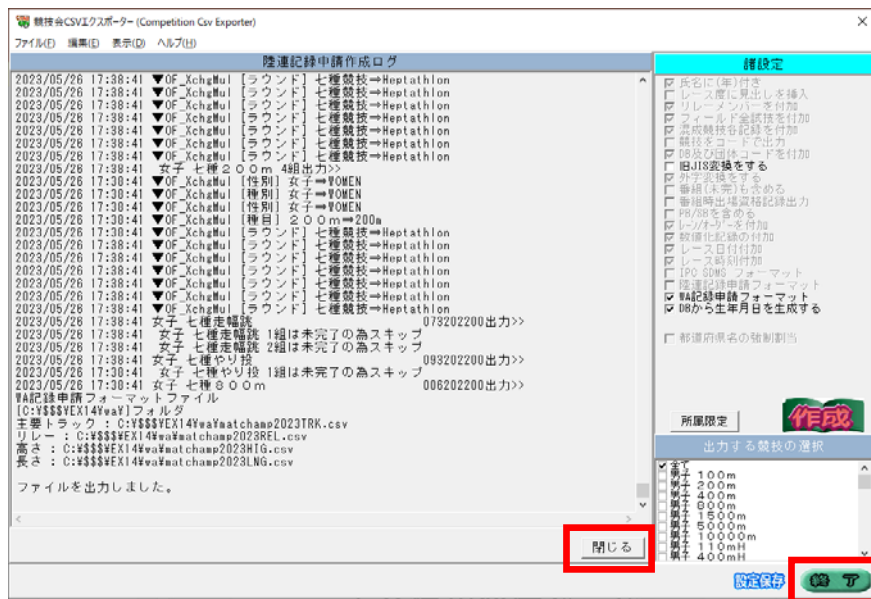 競技会CSVエクスポーター (Competition Csv Exporter)
ファイル(F) 編集(E) 表示(D) ヘルプ(H)
陸連記録申請作成ログ
2023/05/26 17:38:41 ▼OF_XchgMul [ラウンド] 七種競技⇒Heptathlon
2023/05/26 17:38:41 ▼OF_XchgMul [ラウンド] 七種競技⇒Heptathlon
2023/05/26 17:38:41 ▼OF_XchgMul [ラウンド] 七種競技⇒Heptathlon
2023/05/26 17:38:41 ▼OF_XchgMul [ラウンド] 七種競技⇒Heptathlon
2023/05/26 17:38:41 ▼OF_XchgMul [ラウンド] 七種競技⇒Heptathlon
2023/05/26 17:38:41 ▼OF_XchgMul [ラウンド] 七種競技⇒Heptathlon
2023/05/26 17:38:41 ▼OF_XchgMul [ラウンド] 七種競技⇒Heptathlon
2023/05/26 17:38:41 女子 七種200m 4組出力>>
2023/05/26 17:38:41 ▼OF_XchgMul [性別] 女子⇒WOMEN
2023/05/26 17:38:41 ▼OF_XchgMul [性別] 女子⇒WOMEN
2023/05/26 17:38:41 ▼OF_XchgMul [性別] 女子⇒WOMEN
2023/05/26 17:38:41 ▼OF_XchgMul [種目] 200m⇒200m
2023/05/26 17:38:41 ▼OF_XchgMul [ラウンド] 七種競技⇒Heptathlon
2023/05/26 17:38:41 ▼OF_XchgMul [ラウンド] 七種競技⇒Heptathlon
2023/05/26 17:38:41 ▼OF_XchgMul [ラウンド] 七種競技⇒Heptathlon
2023/05/26 17:38:41 ▼OF_XchgMul [ラウンド] 七種競技⇒Heptathlon
2023/05/26 17:38:41 ▼OF_XchgMul [ラウンド] 七種競技⇒Heptathlon
2023/05/26 17:38:41 ▼OF_XchgMul [ラウンド] 七種競技⇒Heptathlon
2023/05/26 17:38:41 女子 七種走幅跳 073202200出力>>
2023/05/26 17:38:41 女子 七種走幅跳 1組は未完了の為スキップ
2023/05/26 17:38:41 女子 七種走幅跳 2組は未完了の為スキップ
2023/05/26 17:38:41 女子 七種やり投 093202200出力>>
2023/05/26 17:38:41 女子 七種やり投 1組は未完了の為スキップ
2023/05/26 17:38:41 女子 七種800m 006202200出力>>
WA記録申請フォーマットファイル
[C:¥$$$¥EX14¥wa¥]フォルダ
主要トラック : C:¥$$$¥EX14¥wa¥matchamp2023TRK.csv
リレー : C:¥$$$¥EX14¥wa¥matchamp2023REL.csv
高さ : C:¥$$$¥EX14¥wa¥matchamp2023HIG.csv
長さ : C:¥$$$¥EX14¥wa¥matchamp2023LNG.csv
ファイルを出力しました。
閉じる
諸設定
氏名に(年)付き
レース度に見出しを挿入
リレーメンバーを付加
フィールド全試技を付加
混成競技各記録を付加
競技をコードで出力
DB及び団体コードを付加
旧JIS変換をする
外字変換をする
番組(未完)も含める
番組時出場資格記録出力
PB/SBを含める
レーン/オーダーを付加
数値化記録の付加
レース日付付加
レース時刻付加
IPC SDMS フォーマット
陸連記録申請フォーマット
WA記録申請フォーマット
DBから生年月日を生成する
都道府県名の強制割当
所属限定
作成
出力する競技の選択
全て
男子 100m
男子 200m
男子 400m
男子 800m
男子 1500m
男子 5000m
男子 10000m
男子 110mH
男子 400mH
設定保存
終了